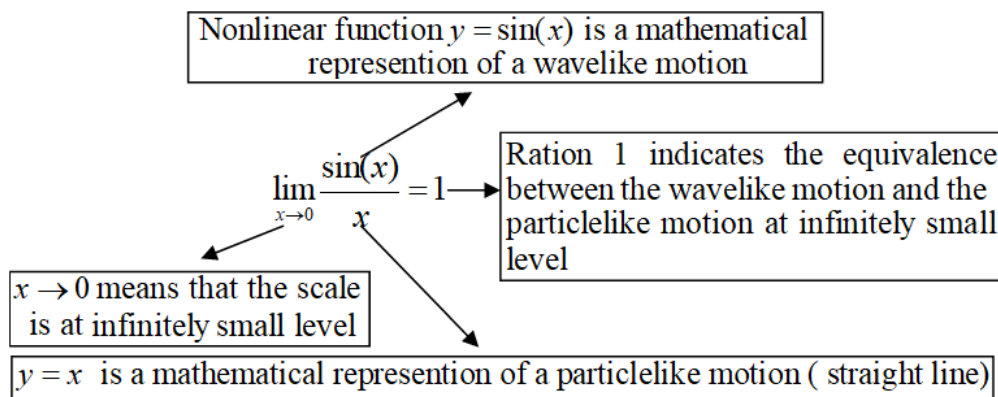 Nonlinear function y = sin(x) is a mathematical
represention of a wavelike motion
lim x→0 sin(x)/x = 1
Ration 1 indicates the equivalence
between the wavelike motion and the
particlelike motion at infinitely small
level
x → 0 means that the scale
is at infinitely small level
y = x is a mathematical represention of a particlelike motion ( straight line)